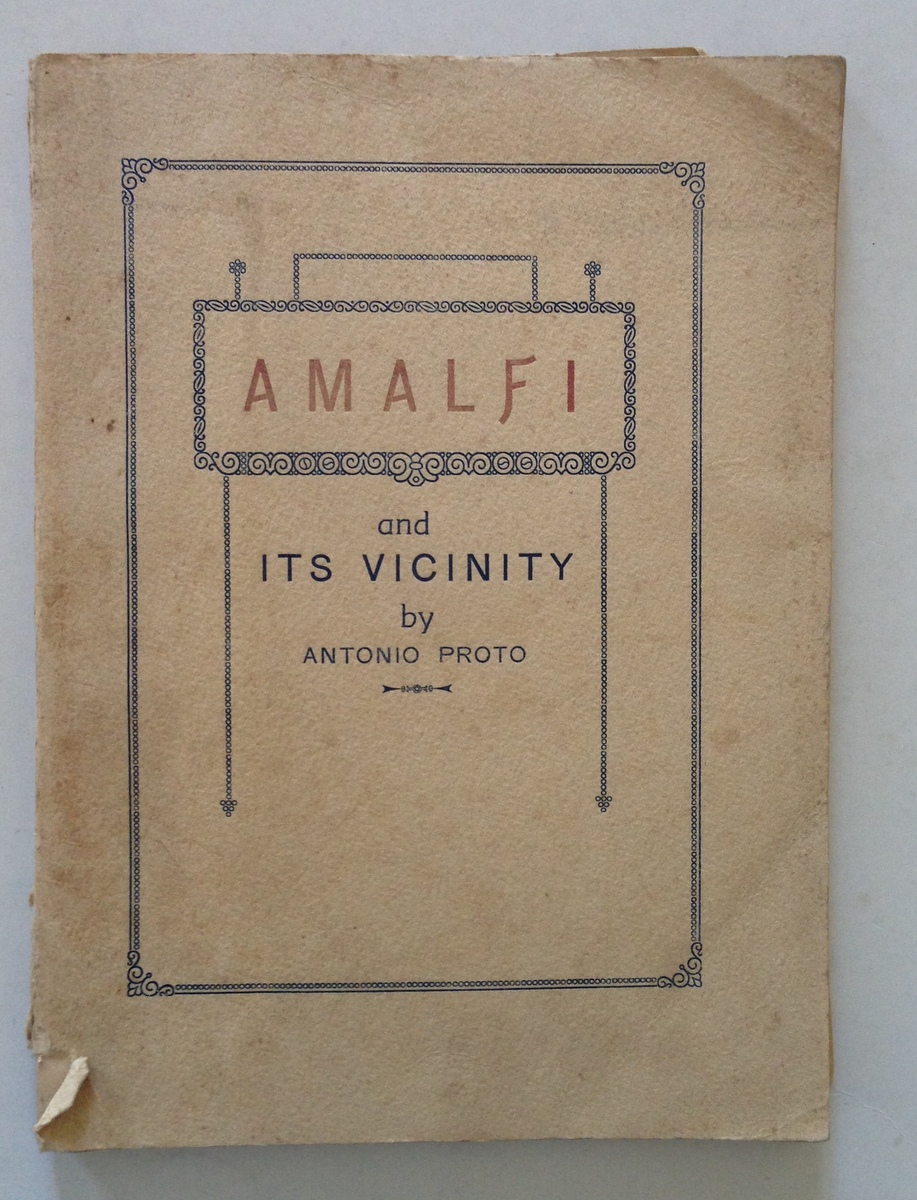 AMALFI
and
ITS VICINITY
by
ANTONIO PROTO